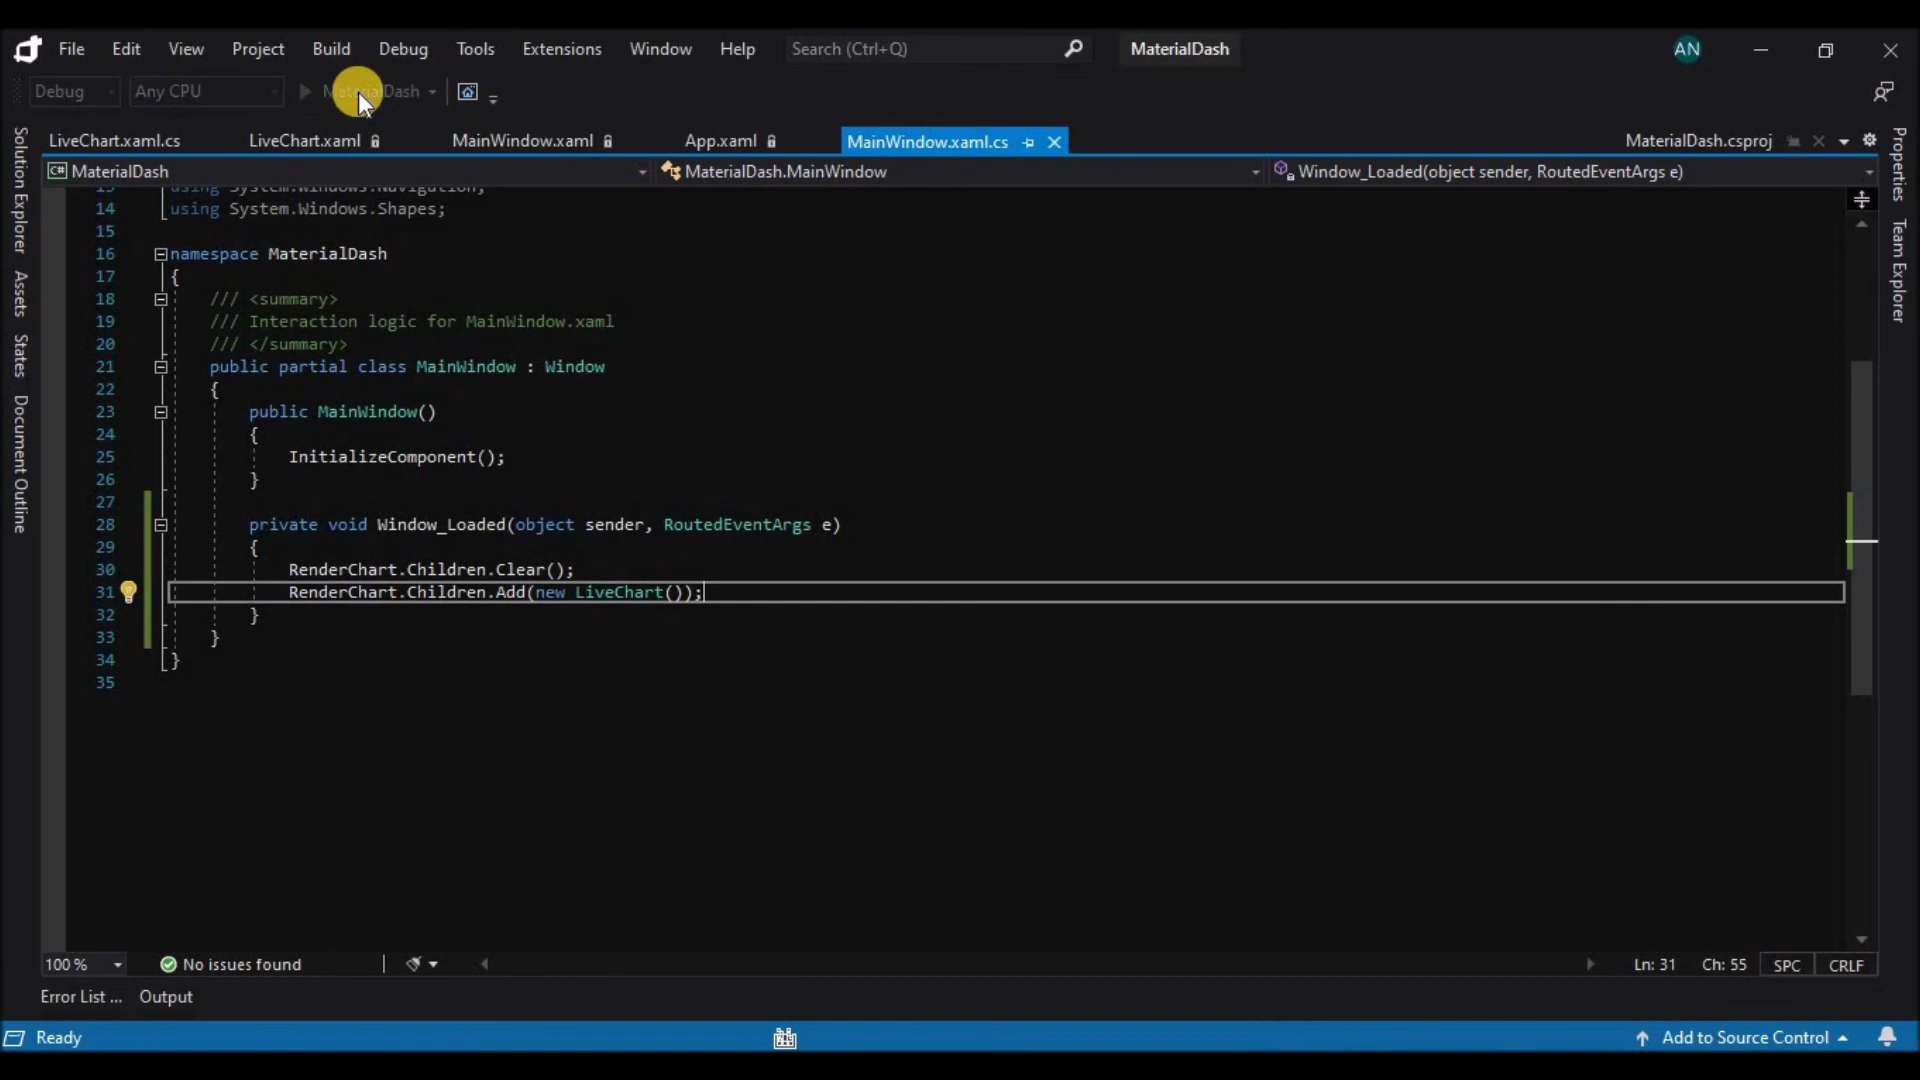 File Edit View Project Build Debug Tools Extensions Window Help Search (Ctrl+Q) MaterialDash AN
Debug Any CPU MaterialDash
LiveChart.xaml.cs LiveChart.xaml MainWindow.xaml App.xaml MainWindow.xaml.cs MaterialDash.csproj
C# MaterialDash MaterialDash.MainWindow Window_Loaded(object sender, RoutedEventArgs e)
Solution Explorer
Assets
States
Document Outline
Properties
Team Explorer
13 using System.Windows.Navigation;
14 using System.Windows.Shapes;
15
16 namespace MaterialDash
17 {
18 /// <summary>
19 /// Interaction logic for MainWindow.xaml
20 /// </summary>
21 public partial class MainWindow : Window
22 {
23 public MainWindow()
24 {
25 InitializeComponent();
26 }
27
28 private void Window_Loaded(object sender, RoutedEventArgs e)
29 {
30 RenderChart.Children.Clear();
31 RenderChart.Children.Add(new LiveChart());
32 }
33 }
34 }
35
100 % No issues found Ln: 31 Ch: 55 SPC CRLF
Error List ... Output
Ready Add to Source Control